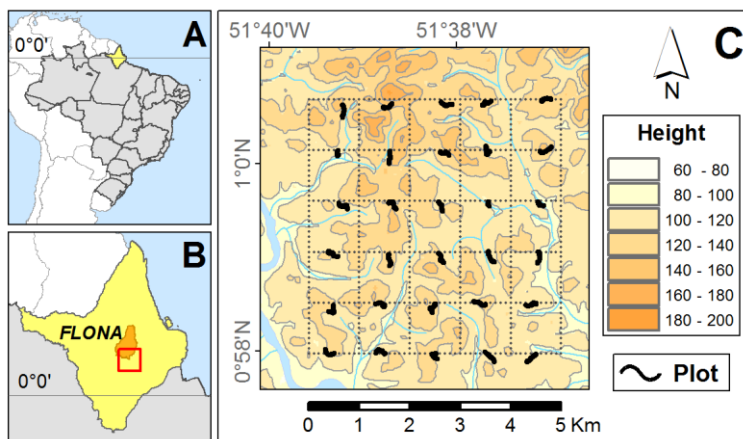 A
0°0'
B
FLONA
0°0'
C
51°40'W
51°38'W
1°0'N
0°58'N
N
Height
60 - 80
80 - 100
100 - 120
120 - 140
140 - 160
160 - 180
180 - 200
Plot
0 1 2 3 4 5 Km